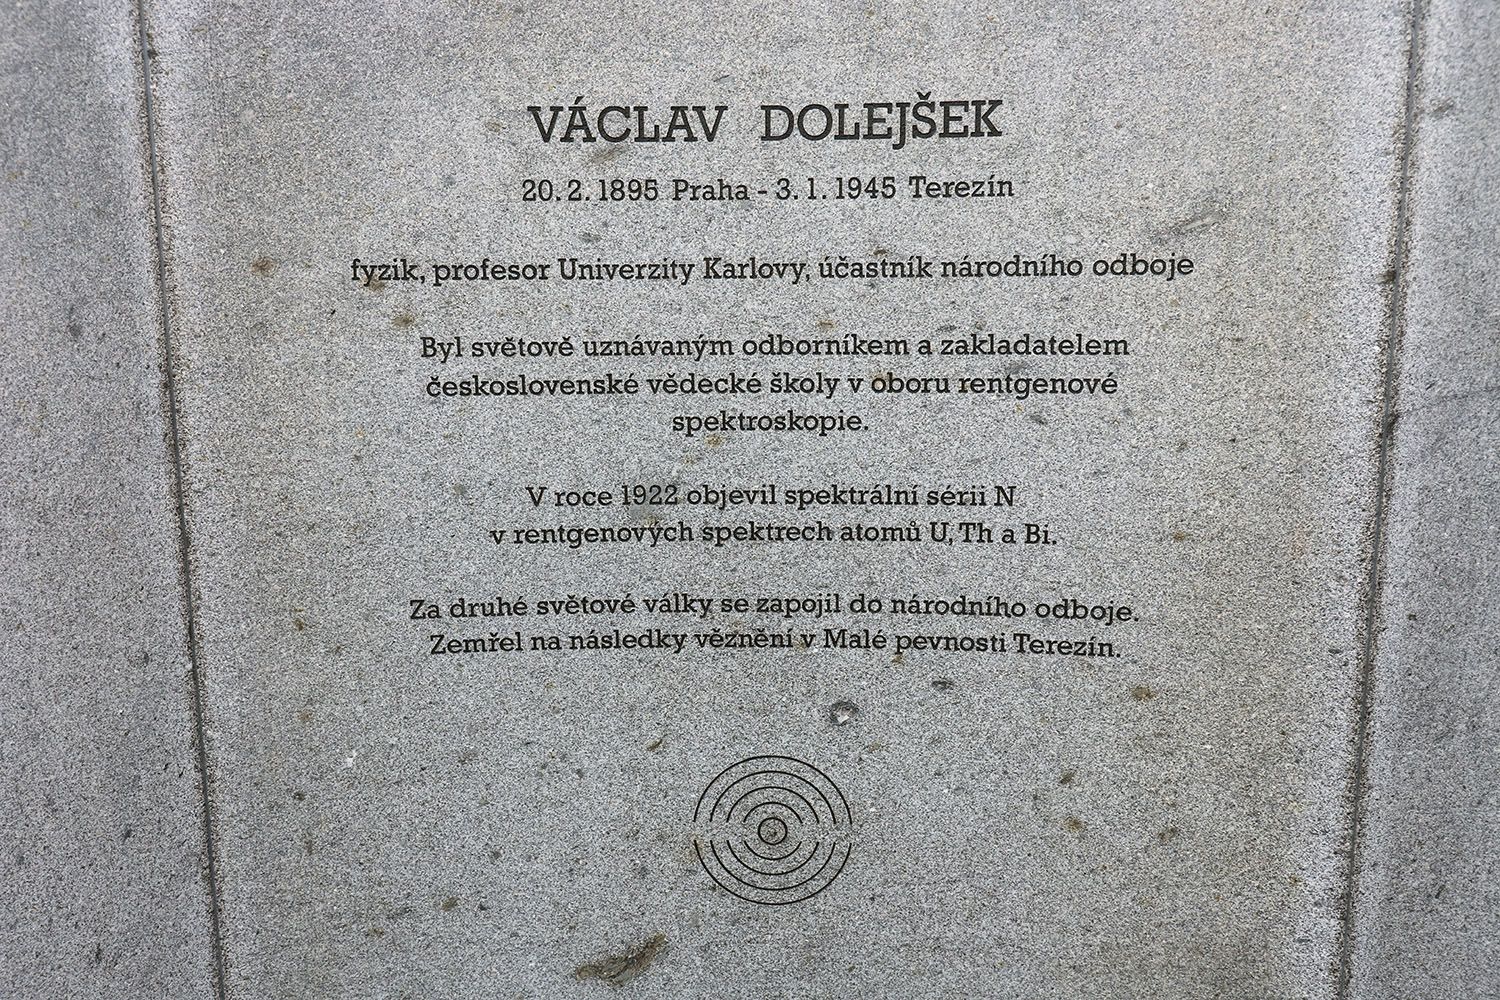 VÁCLAV DOLEJŠEK
20. 2. 1895 Praha - 3. 1. 1945 Terezín
fyzik, profesor Univerzity Karlovy, účastník národního odboje
Byl světově uznávaným odborníkem a zakladatelem
československé vědecké školy v oboru rentgenové
spektroskopie.
V roce 1922 objevil spektrální sérii N
v rentgenových spektrech atomů U, Th a Bi.
Za druhé světové války se zapojil do národního odboje.
Zemřel na následky věznění v Malé pevnosti Terezín.